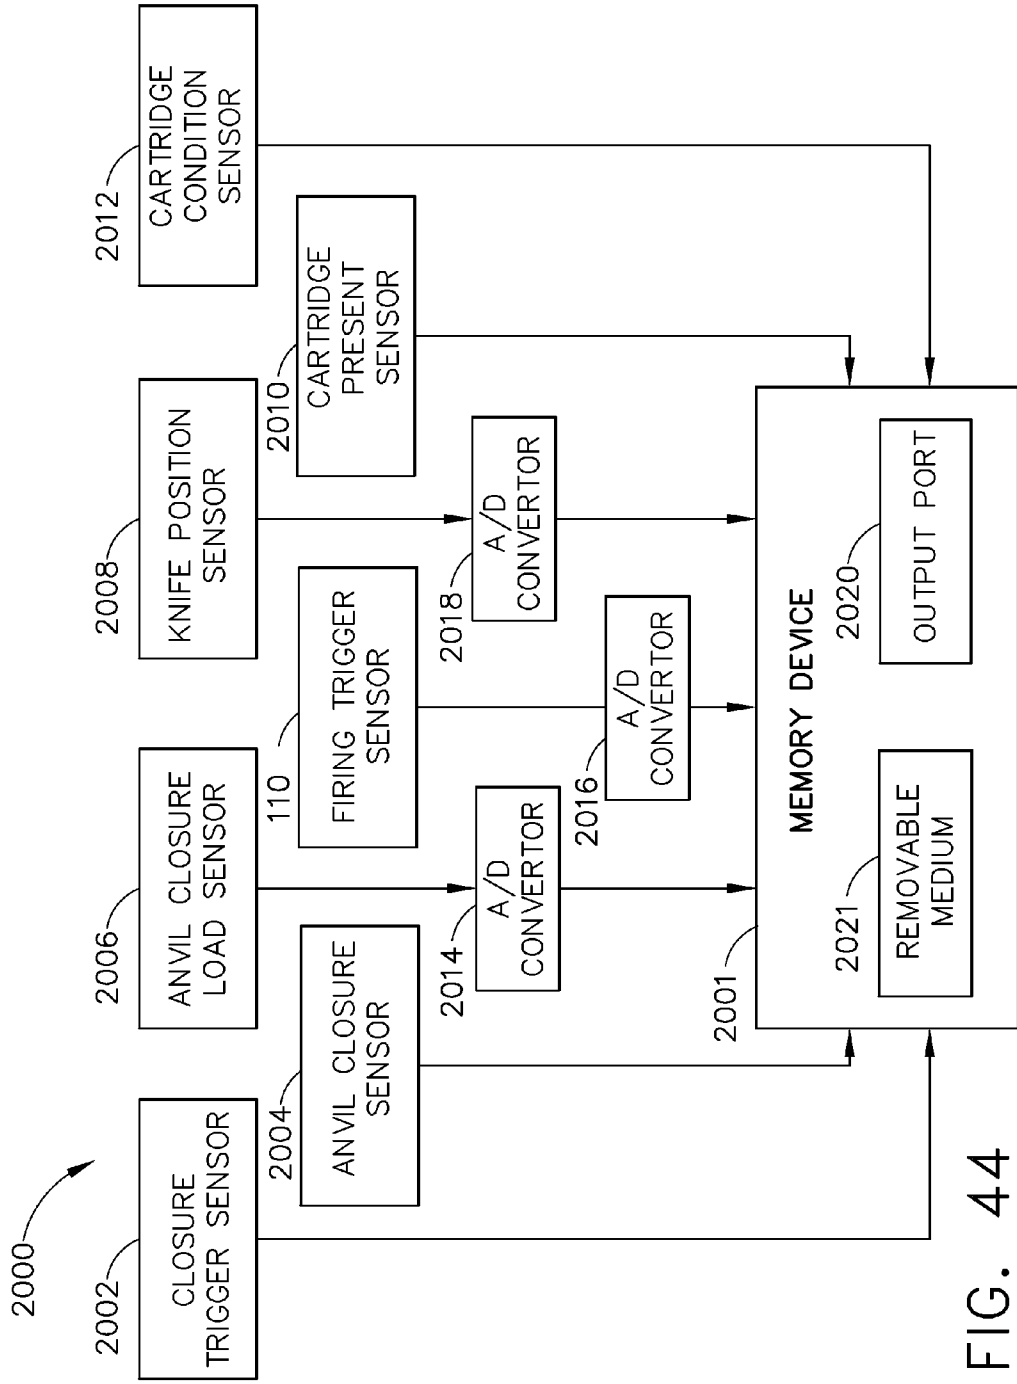 2000
2002
CLOSURE
TRIGGER SENSOR
2006
ANVIL CLOSURE
LOAD SENSOR
2008
KNIFE POSITION
SENSOR
2012
CARTRIDGE
CONDITION
SENSOR
2004
ANVIL CLOSURE
SENSOR
110
FIRING TRIGGER
SENSOR
2010
CARTRIDGE
PRESENT
SENSOR
2014
A/D
CONVERTOR
2018
A/D
CONVERTOR
2016
A/D
CONVERTOR
2001
MEMORY DEVICE
2021
REMOVABLE
MEDIUM
2020
OUTPUT PORT
FIG. 44